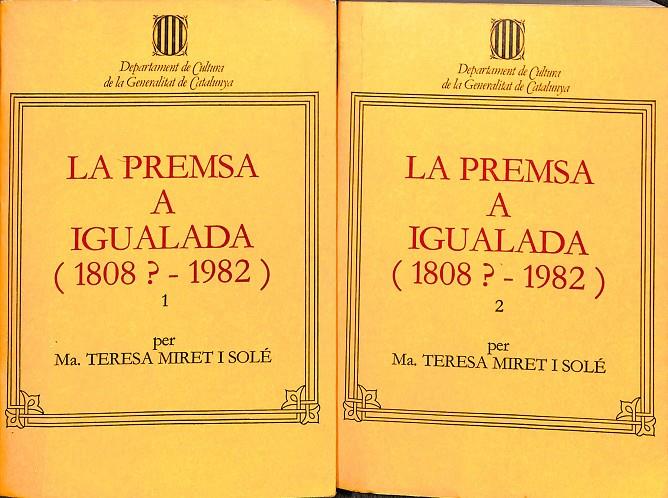 Departament de Cultura
de la Generalitat de Catalunya
LA PREMSA
A
IGUALADA
( 1808 ? - 1982 )
1
per
Ma. TERESA MIRET I SOLÉ
Departament de Cultura
de la Generalitat de Catalunya
LA PREMSA
A
IGUALADA
( 1808 ? - 1982 )
2
per
Ma. TERESA MIRET I SOLÉ